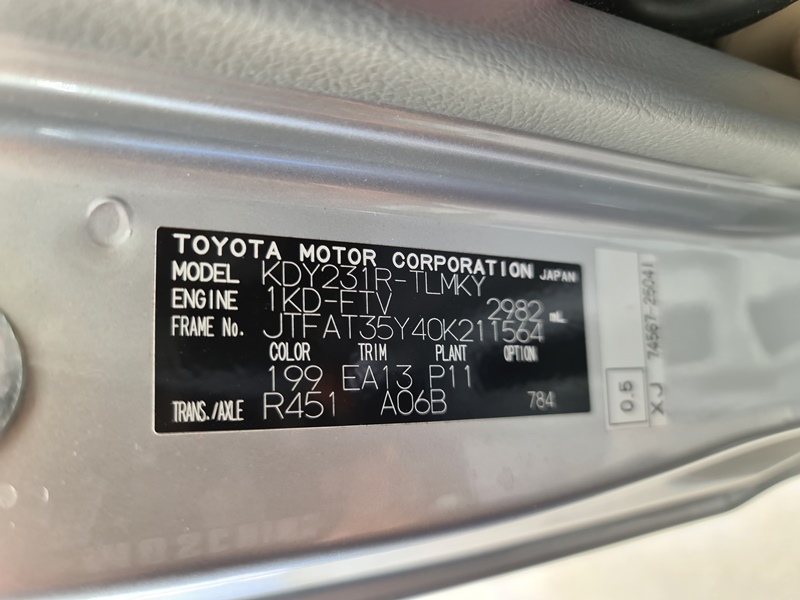 TOYOTA MOTOR CORPORATION JAPAN
MODEL KDY231R-TLMKY
ENGINE 1KD-FTV 2982 mL
FRAME No. JTFAT35Y40K211564
COLOR TRIM PLANT OPTION
199 EA13 P11
TRANS./AXLE R451 A06B 784
0.5
XJ 74567-25041